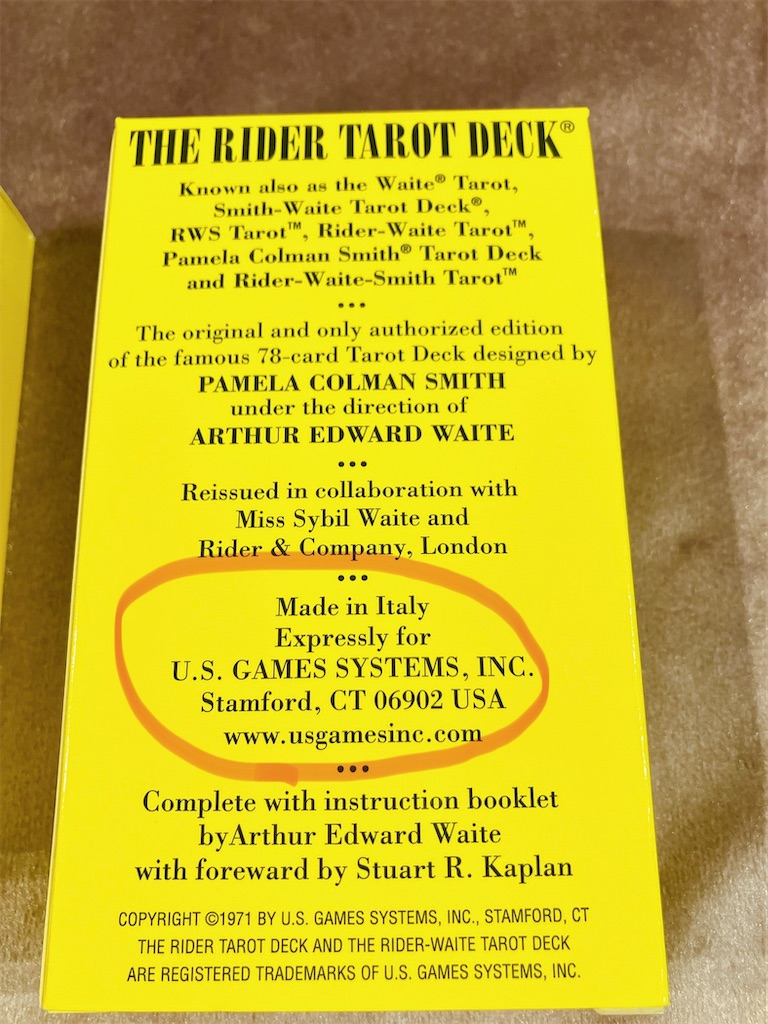 THE RIDER TAROT DECK®
Known also as the Waite® Tarot,
Smith-Waite Tarot Deck®,
RWS Tarot™, Rider-Waite Tarot™,
Pamela Colman Smith® Tarot Deck
and Rider-Waite-Smith Tarot™
•••
The original and only authorized edition
of the famous 78-card Tarot Deck designed by
PAMELA COLMAN SMITH
under the direction of
ARTHUR EDWARD WAITE
•••
Reissued in collaboration with
Miss Sybil Waite and
Rider & Company, London
•••
Made in Italy
Expressly for
U.S. GAMES SYSTEMS, INC.
Stamford, CT 06902 USA
www.usgamesinc.com
•••
Complete with instruction booklet
byArthur Edward Waite
with foreward by Stuart R. Kaplan
COPYRIGHT ©1971 BY U.S. GAMES SYSTEMS, INC., STAMFORD, CT
THE RIDER TAROT DECK AND THE RIDER-WAITE TAROT DECK
ARE REGISTERED TRADEMARKS OF U.S. GAMES SYSTEMS, INC.